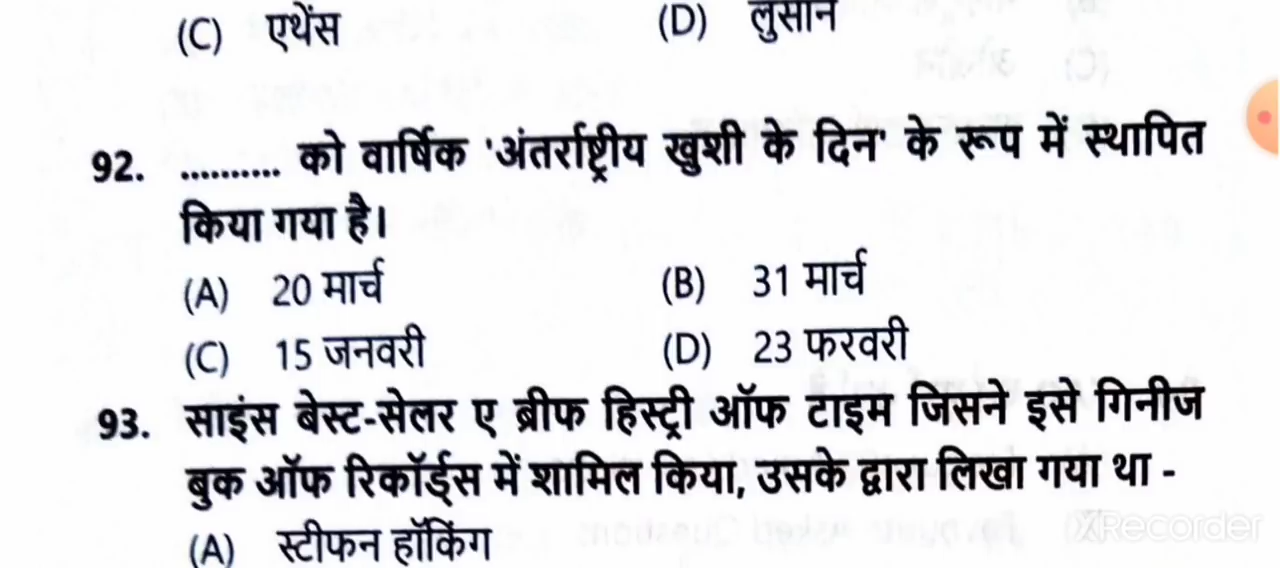 (C) एथेंस (D) लुसान
92. .......... को वार्षिक 'अंतर्राष्ट्रीय खुशी के दिन' के रूप में स्थापित
किया गया है।
(A) 20 मार्च (B) 31 मार्च
(C) 15 जनवरी (D) 23 फरवरी
93. साइंस बेस्ट-सेलर ए ब्रीफ हिस्ट्री ऑफ टाइम जिसने इसे गिनीज
बुक ऑफ रिकॉर्ड्स में शामिल किया, उसके द्वारा लिखा गया था -
(A) स्टीफन हॉकिंग
XRecorder